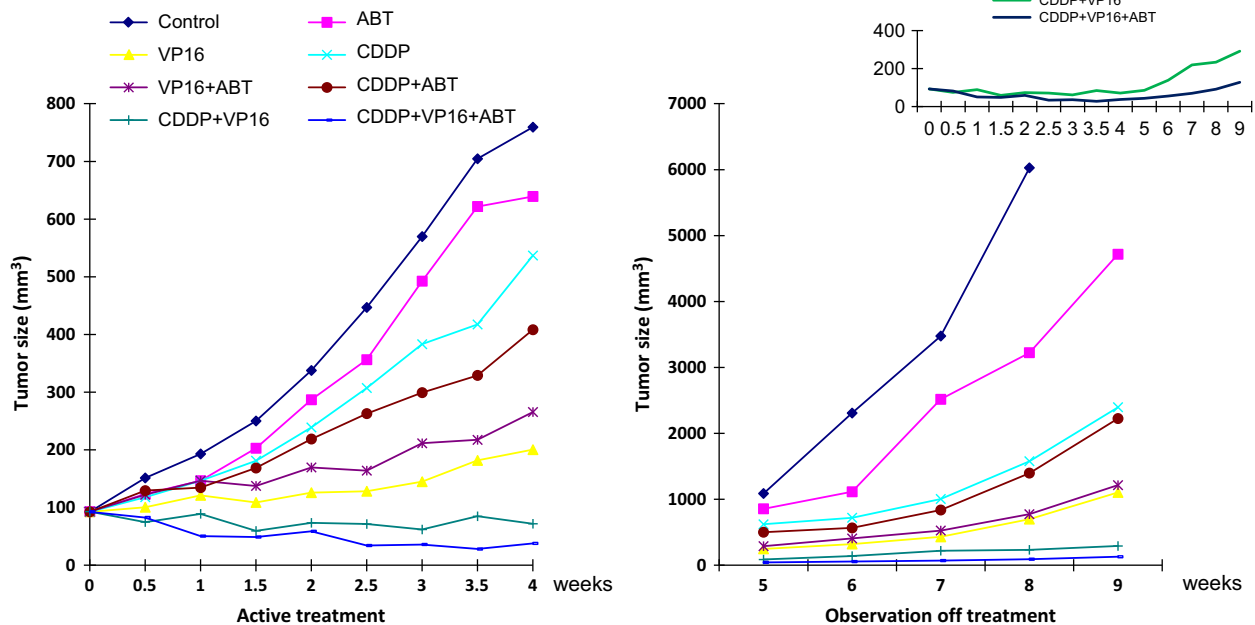 Control
ABT
VP16
CDDP
VP16+ABT
CDDP+ABT
CDDP+VP16
CDDP+VP16+ABT
800
700
600
500
400
300
200
100
0
Tumor size (mm³)
0 0.5 1 1.5 2 2.5 3 3.5 4 weeks
Active treatment
CDDP+VP16
CDDP+VP16+ABT
400
200
0
0 0.5 1 1.5 2 2.5 3 3.5 4 5 6 7 8 9
7000
6000
5000
4000
3000
2000
1000
0
Tumor size (mm³)
5 6 7 8 9 weeks
Observation off treatment